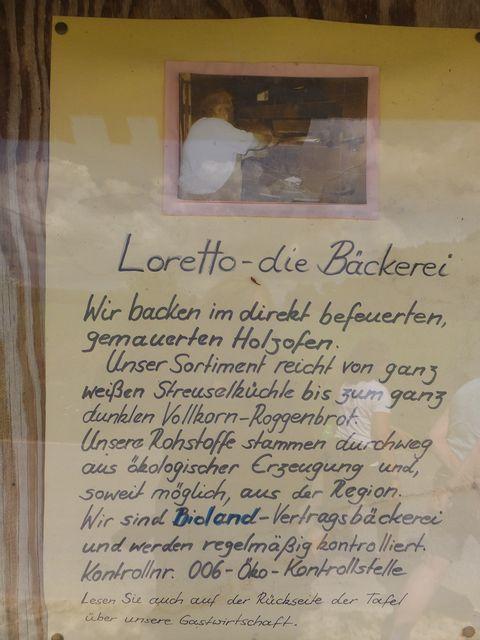 Loretto-die Bäckerei
Wir backen im direkt befeuerten,
gemauerten Holzofen.
Unser Sortiment reicht von ganz
weißen Streuselküchle bis zum ganz
dunklen Vollkorn-Roggenbrot.
Unsere Rohstoffe stammen durchweg
aus ökologischer Erzeugung und,
soweit möglich, aus der Region.
Wir sind Bioland-Vertragsbäckerei
und werden regelmäßig kontrolliert.
Kontrollnr. 006-Öko-Kontrollstelle
Lesen Sie auch auf der Rückseite der Tafel
über unsere Gastwirtschaft.